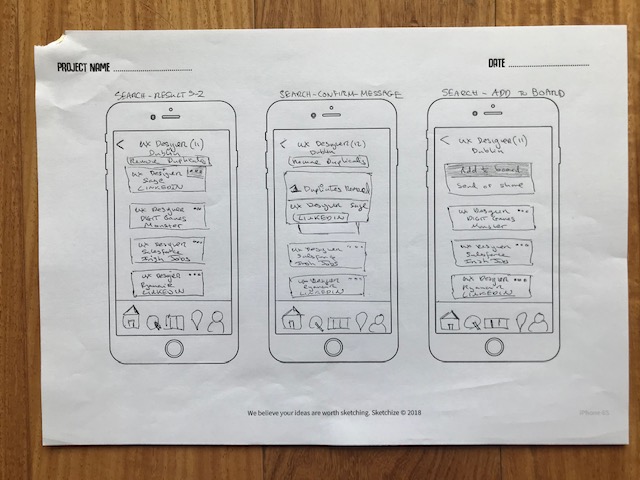 PROJECT NAME
DATE
SEARCH - RESULTS-2
< UX Designer (11)
Dublin
Remove Duplicates
UX Designer
Sage
LINKEDIN
UX Designer
DIGIT Games
Monster
UX Designer
Salesforce
Irish Jobs
UX Designer
Ryanair
LINKEDIN
SEARCH - CONFIRM - MESSAGE
< UX Designer (12)
Dublin
Remove Duplicates
1 Duplicates Removed
UX Designer Sage
LINKEDIN
UX Designer
Irish Jobs
UX Designer
Ryanair
LINKEDIN
SEARCH - ADD to BOARD
< UX Designer (11)
Dublin
Add to board
Send or share
UX Designer
DIGIT Games
Monster
UX Designer
Salesforce
Irish Job
UX Designer
Ryanair
LINKEDIN
We believe your ideas are worth sketching. Sketchize © 2018